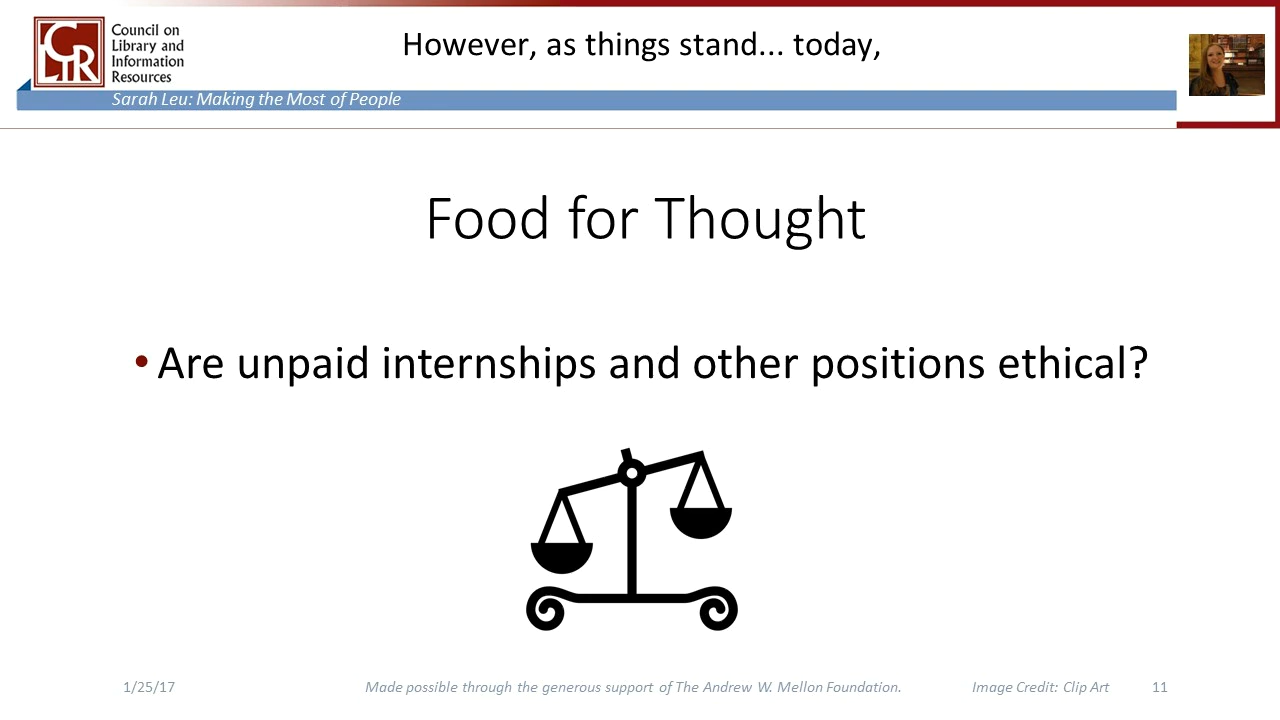 CLIR
Council on
Library and
Information
Resources
However, as things stand... today,
Sarah Leu: Making the Most of People
Food for Thought
• Are unpaid internships and other positions ethical?
1/25/17
Made possible through the generous support of The Andrew W. Mellon Foundation.
Image Credit: Clip Art
11